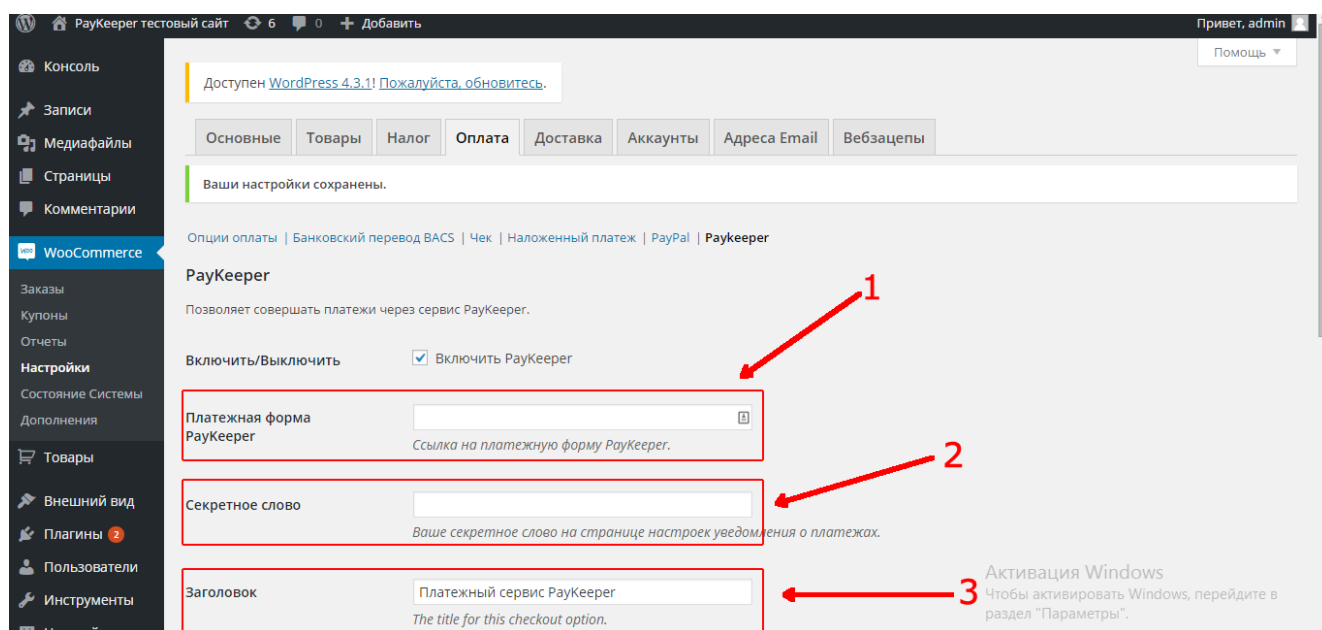 PayKeeper тестовый сайт 6 0 + Добавить Привет, admin
Помощь
Консоль
Доступен WordPress 4.3.1! Пожалуйста, обновитесь.
Записи
Медиафайлы
Основные Товары Налог Оплата Доставка Аккаунты Адреса Email Вебзацепы
Страницы
Ваши настройки сохранены.
Комментарии
Опции оплаты | Банковский перевод BACS | Чек | Наложенный платеж | PayPal | Paykeeper
WooCommerce
PayKeeper
1
Заказы
Позволяет совершать платежи через сервис PayKeeper.
Купоны
Отчеты
Включить/Выключить Включить PayKeeper
Настройки
Состояние Системы
Дополнения
Платежная форма
PayKeeper
Ссылка на платежную форму PayKeeper.
2
Товары
Внешний вид
Секретное слово
Плагины 2
Ваше секретное слово на странице настроек уведомления о платежах.
Пользователи
Активация Windows
Заголовок Платежный сервис PayKeeper
3
Чтобы активировать Windows, перейдите в
Инструменты
раздел "Параметры".
The title for this checkout option.